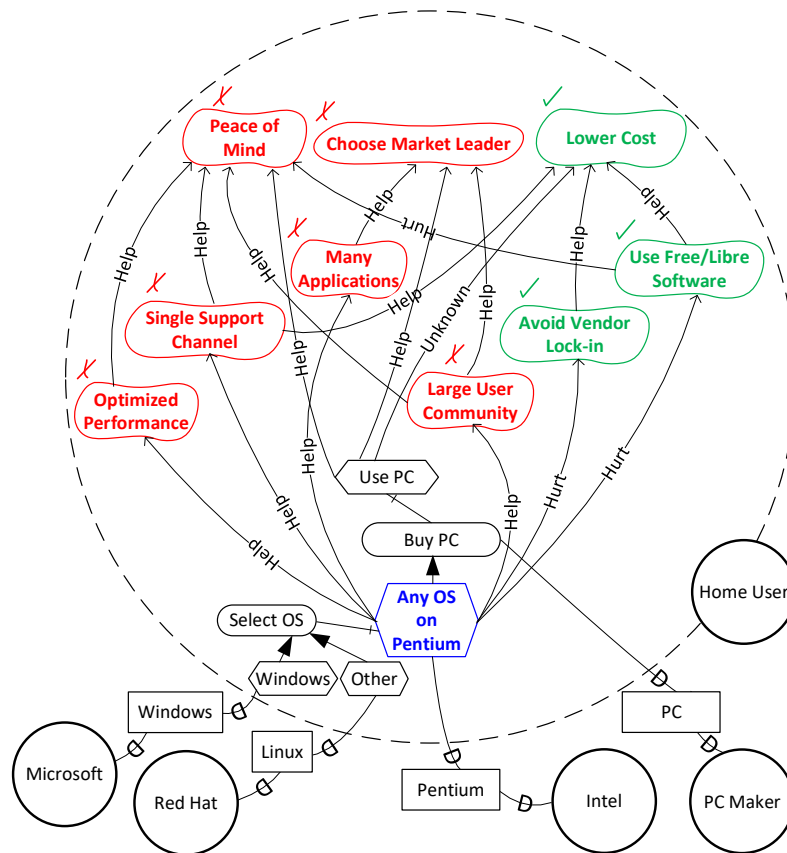 Peace of
Mind
Choose Market Leader
Lower Cost
Help
Help
Help
Hurt
Help
Help
Help
Many
Applications
Use Free/Libre
Software
Help
Unknown
Help
Single Support
Channel
Avoid Vendor
Lock-in
Help
Help
Optimized
Performance
Large User
Community
Help
Use PC
Hurt
Hurt
Help
Help
Help
Buy PC
Any OS
on
Pentium
Select OS
Home User
Windows
Other
D
D
Windows
D
PC
D
Linux
D
D
D
Microsoft
Red Hat
D
Pentium
D
Intel
PC Maker